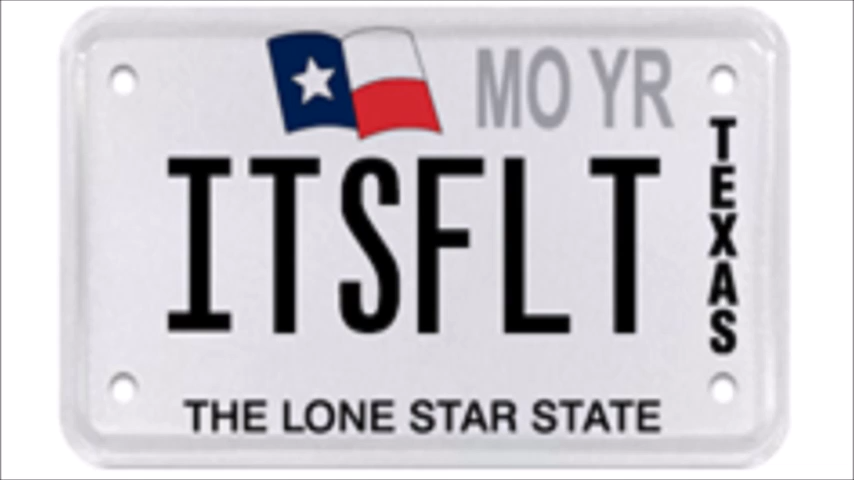 MO YR
ITSFLT
TEXAS
THE LONE STAR STATE